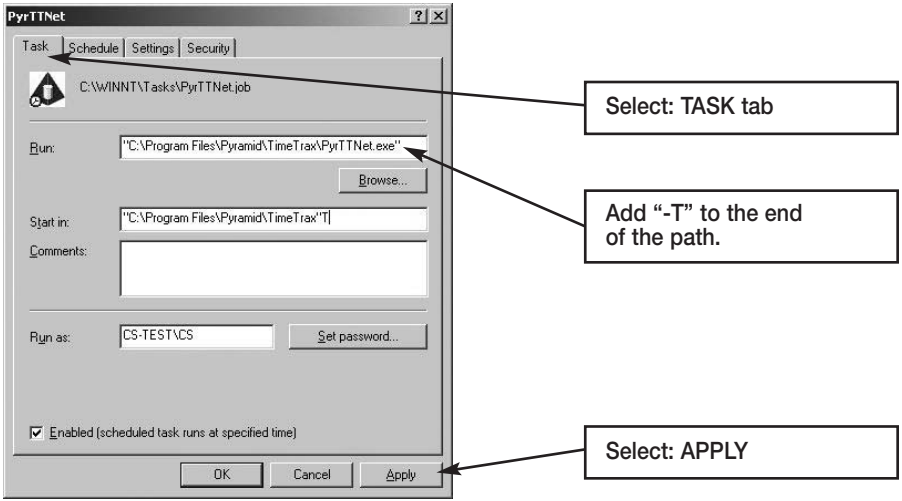 PyrTTNet
Task Schedule Settings Security
C:\WINNT\Tasks\PyrTTNet.job
Select: TASK tab
Run: "C:\Program Files\Pyramid\TimeTrax\PyrTTNet.exe"
Browse...
Add “-T” to the end
of the path.
Start in: "C:\Program Files\Pyramid\TimeTrax"T
Comments:
Run as: CS-TEST\CS Set password...
Enabled (scheduled task runs at specified time)
Select: APPLY
OK Cancel Apply